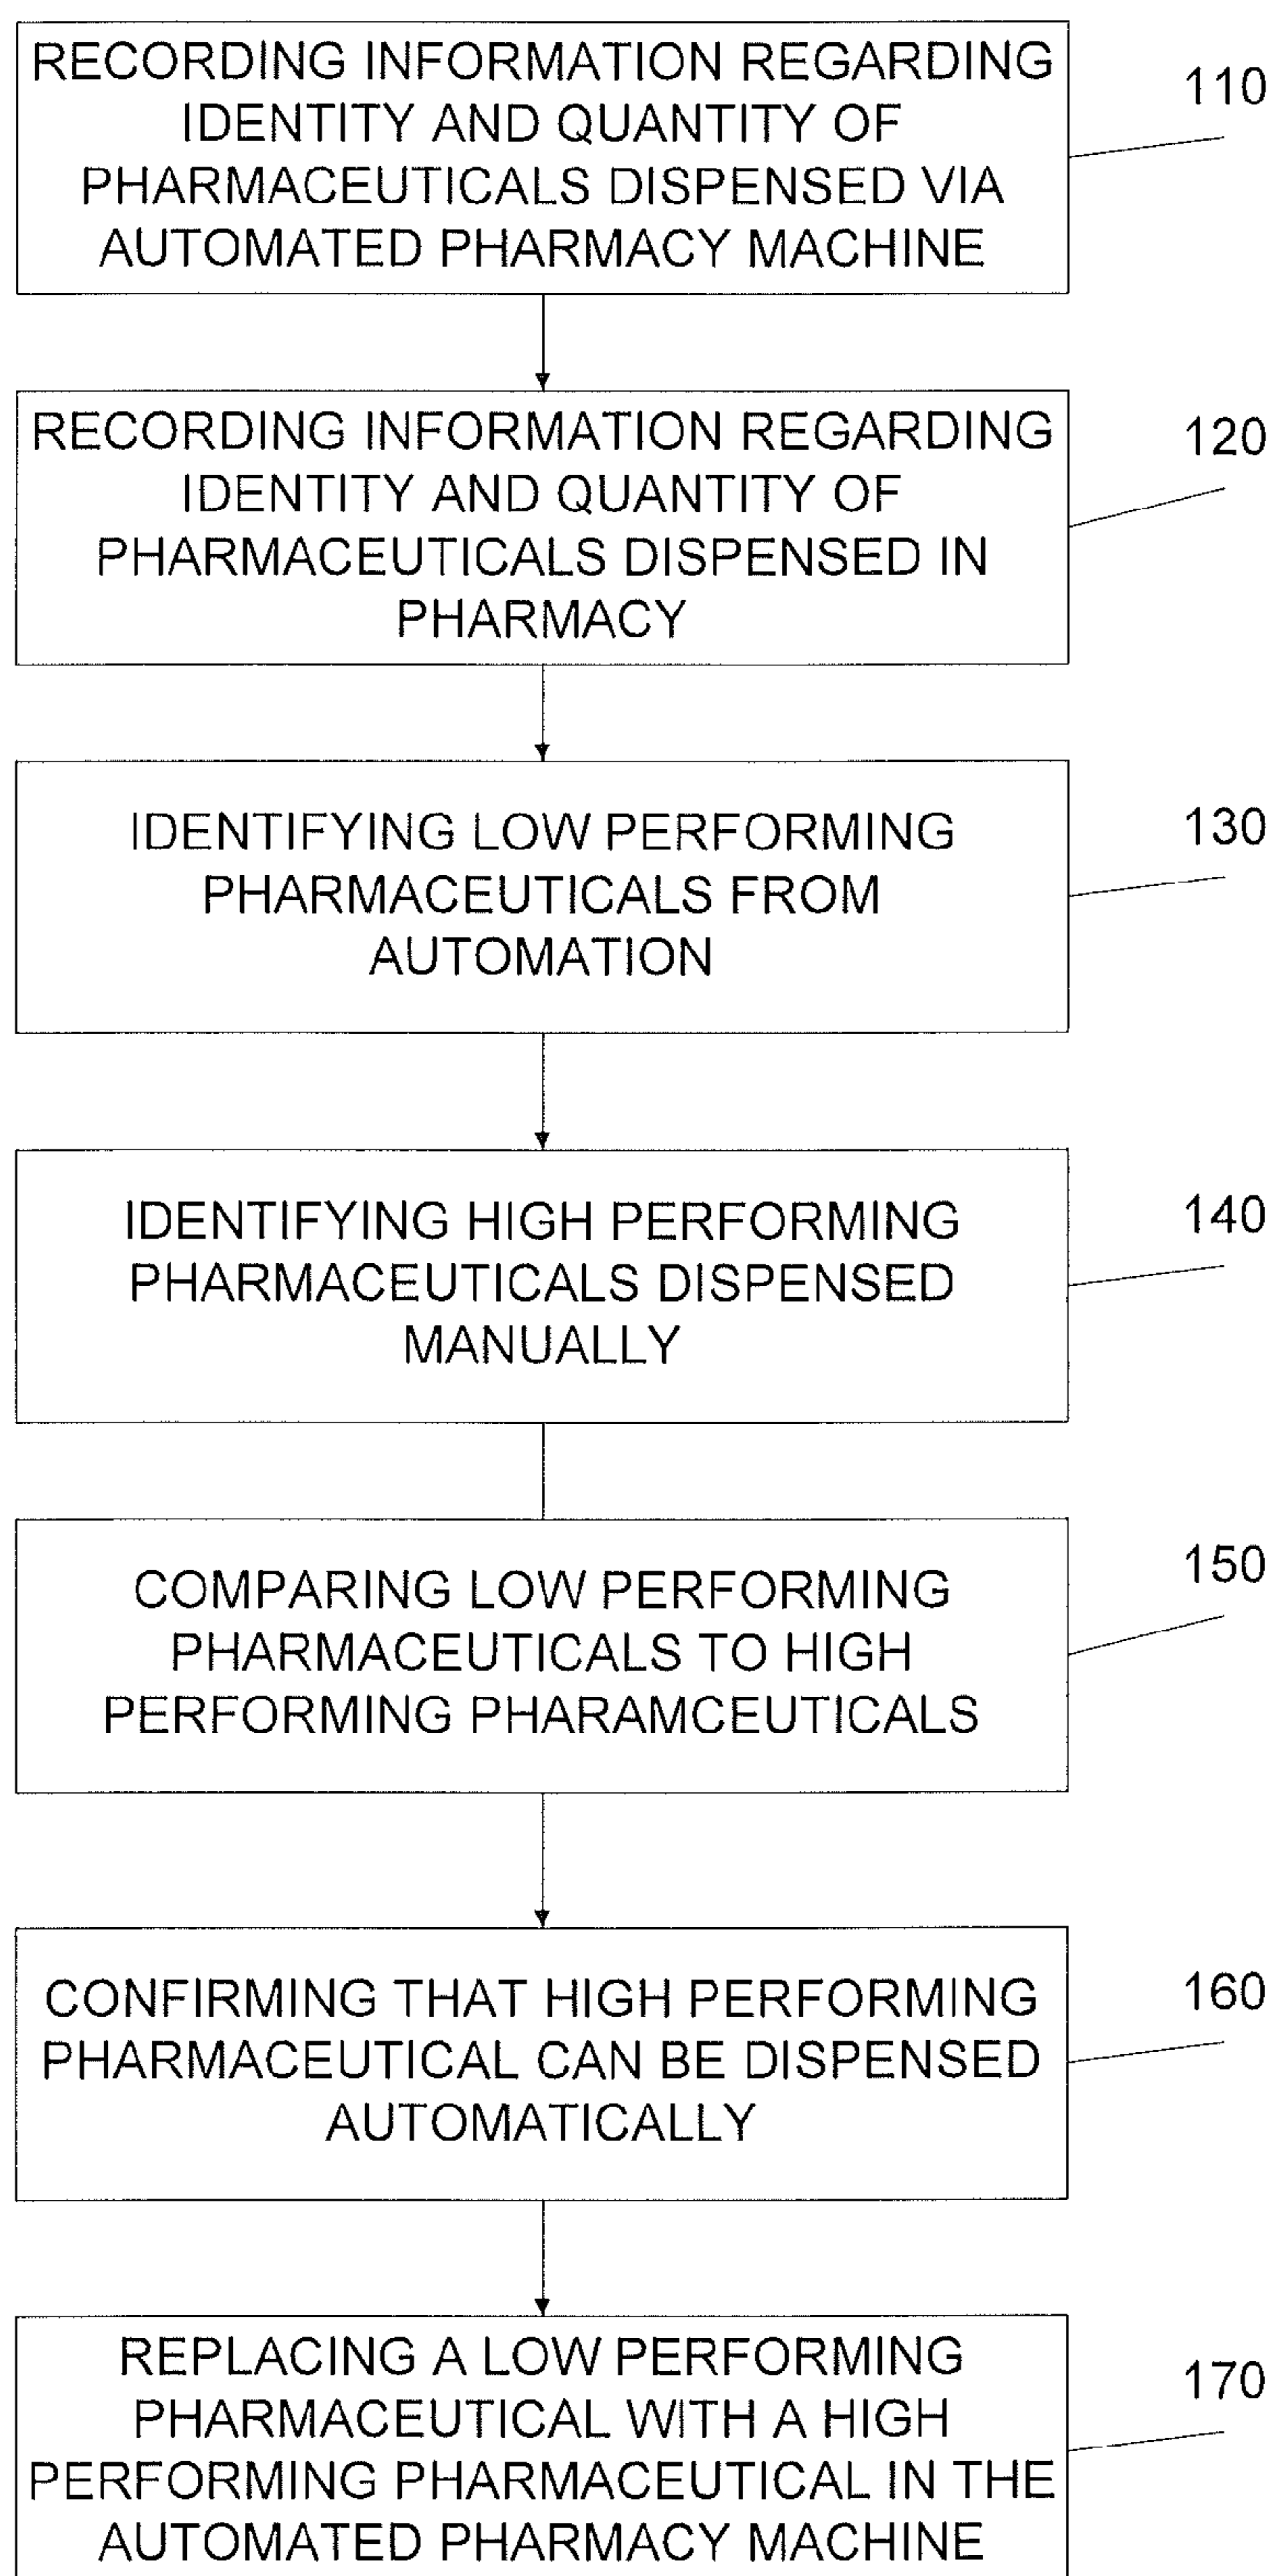 RECORDING INFORMATION REGARDING
IDENTITY AND QUANTITY OF
PHARMACEUTICALS DISPENSED VIA
AUTOMATED PHARMACY MACHINE
110
RECORDING INFORMATION REGARDING
IDENTITY AND QUANTITY OF
PHARMACEUTICALS DISPENSED IN
PHARMACY
120
IDENTIFYING LOW PERFORMING
PHARMACEUTICALS FROM
AUTOMATION
130
IDENTIFYING HIGH PERFORMING
PHARMACEUTICALS DISPENSED
MANUALLY
140
COMPARING LOW PERFORMING
PHARMACEUTICALS TO HIGH
PERFORMING PHARAMCEUTICALS
150
CONFIRMING THAT HIGH PERFORMING
PHARMACEUTICAL CAN BE DISPENSED
AUTOMATICALLY
160
REPLACING A LOW PERFORMING
PHARMACEUTICAL WITH A HIGH
PERFORMING PHARMACEUTICAL IN THE
AUTOMATED PHARMACY MACHINE
170